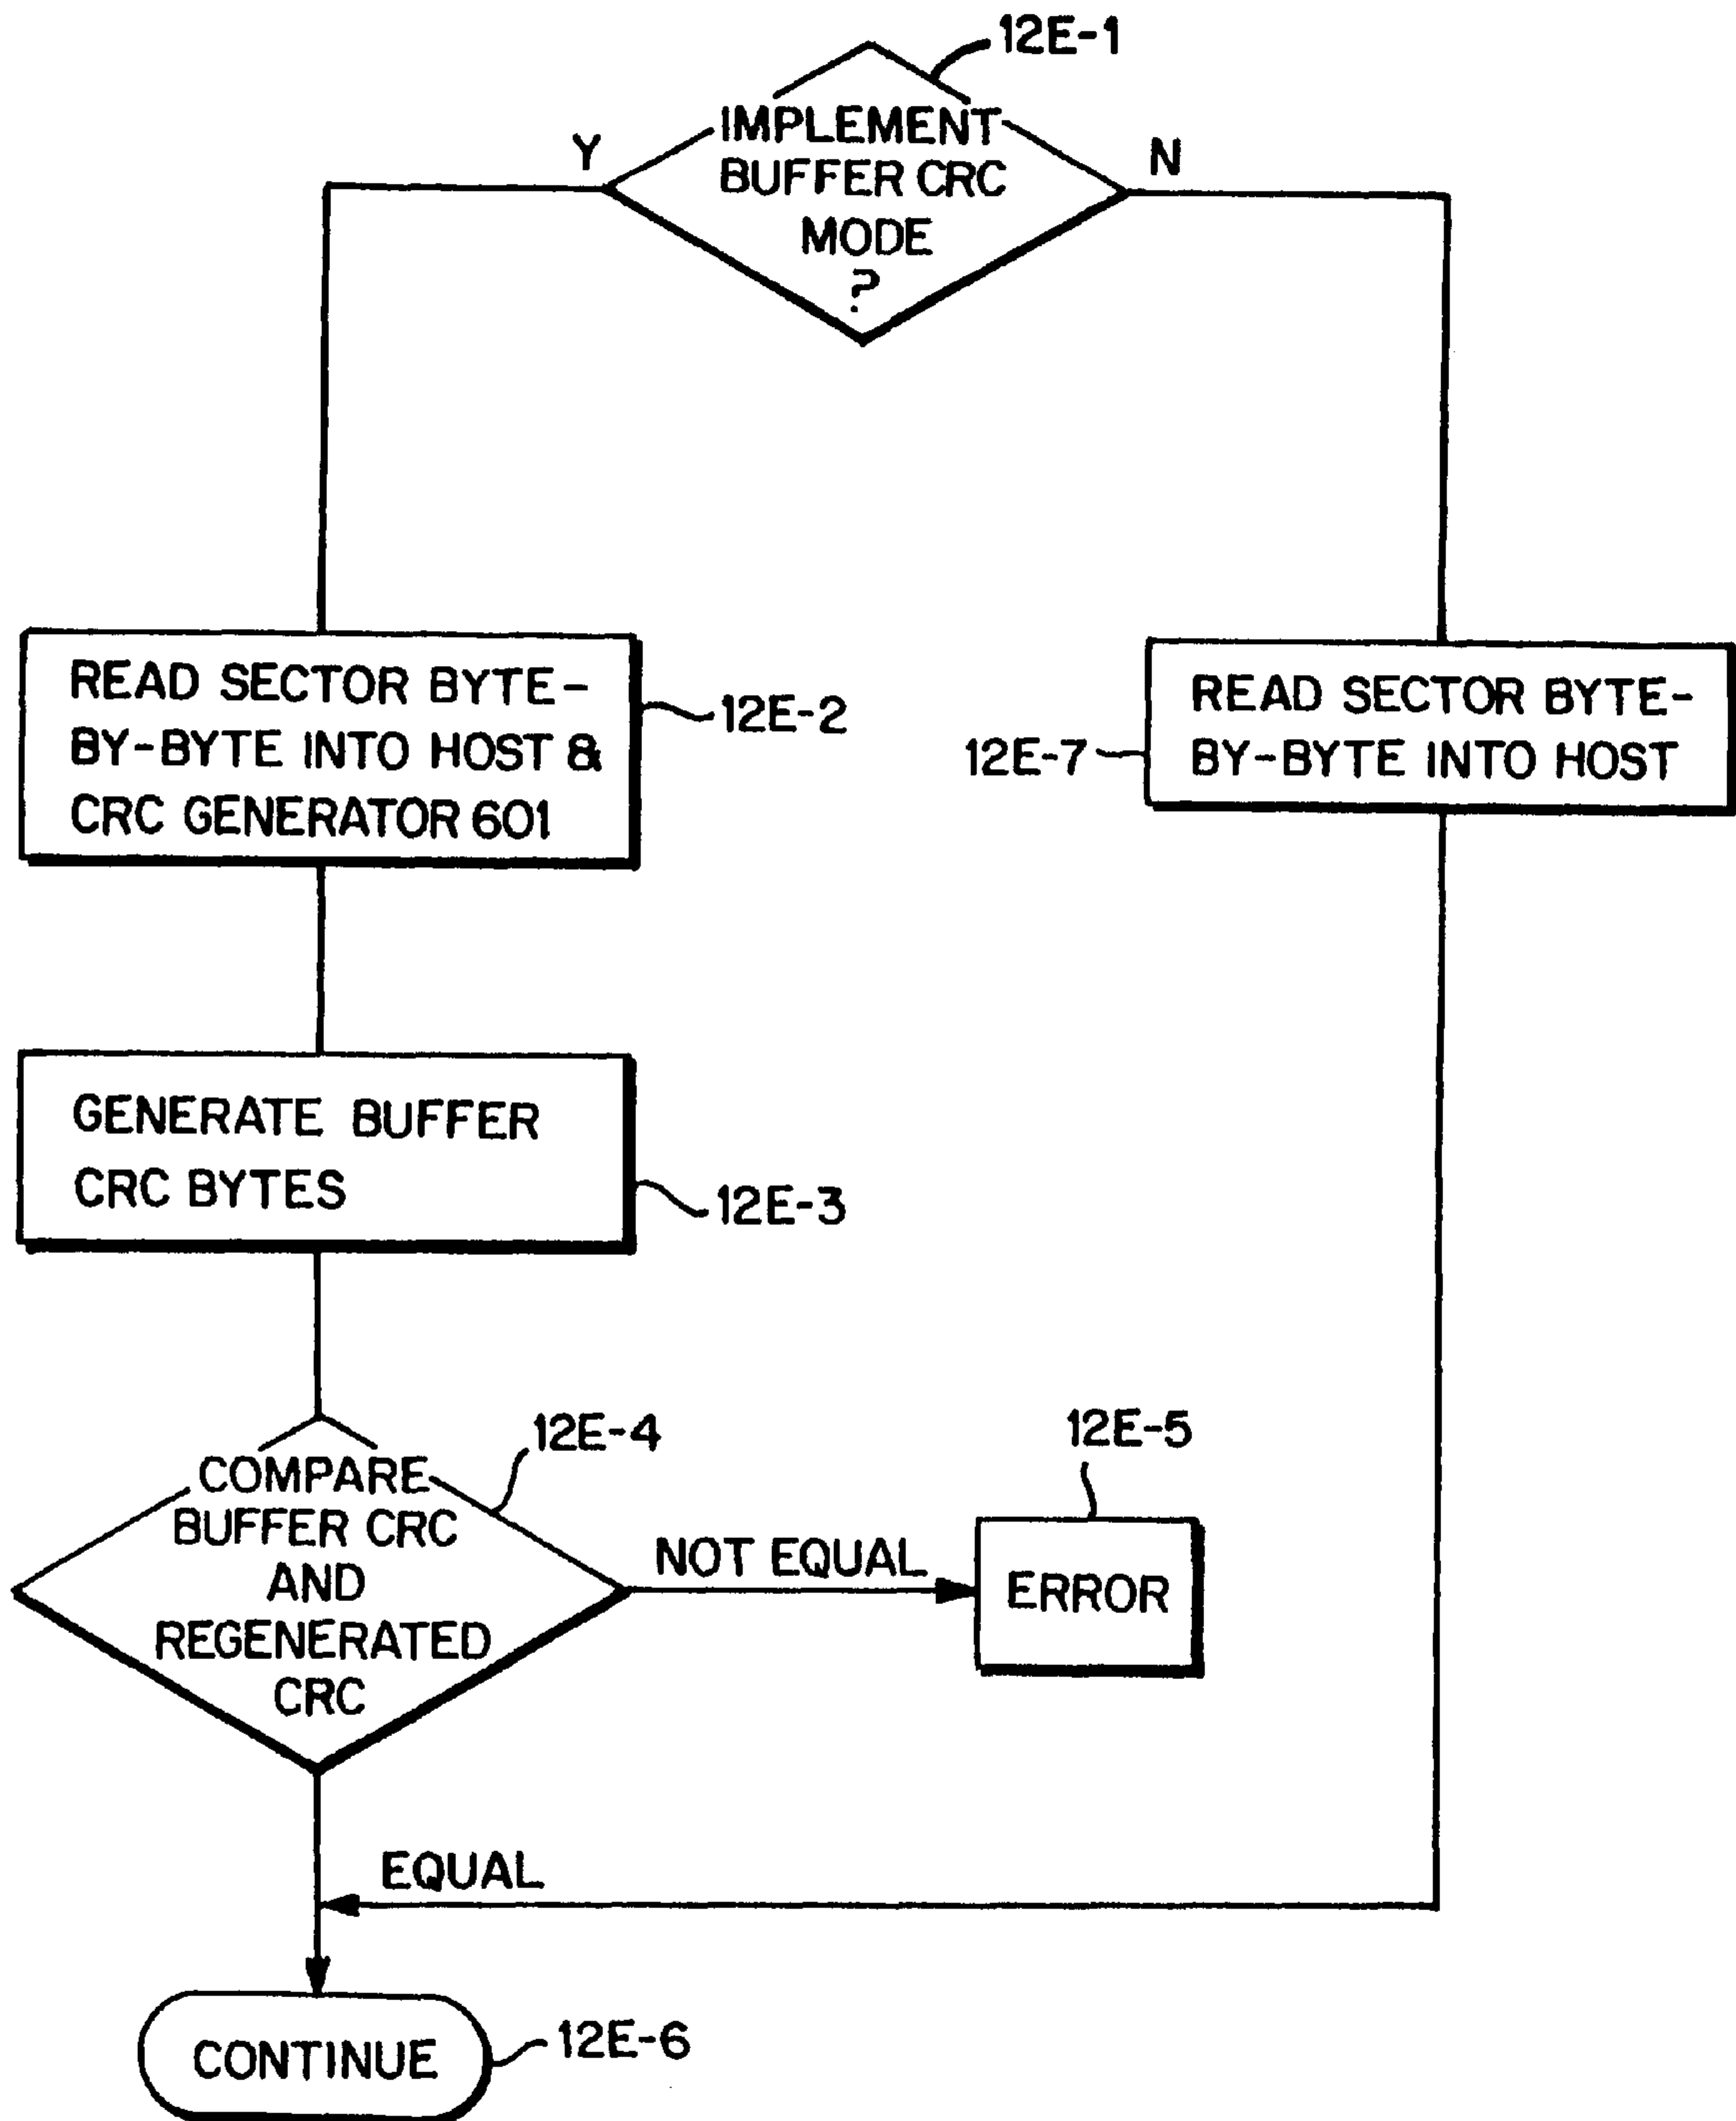 12E-1
IMPLEMENT
BUFFER CRC
MODE
?
Y
N
READ SECTOR BYTE-
BY-BYTE INTO HOST &
CRC GENERATOR 601
12E-2
READ SECTOR BYTE-
BY-BYTE INTO HOST
12E-7
GENERATE BUFFER
CRC BYTES
12E-3
COMPARE
BUFFER CRC
AND
REGENERATED
CRC
12E-4
NOT EQUAL
12E-5
ERROR
EQUAL
CONTINUE
12E-6